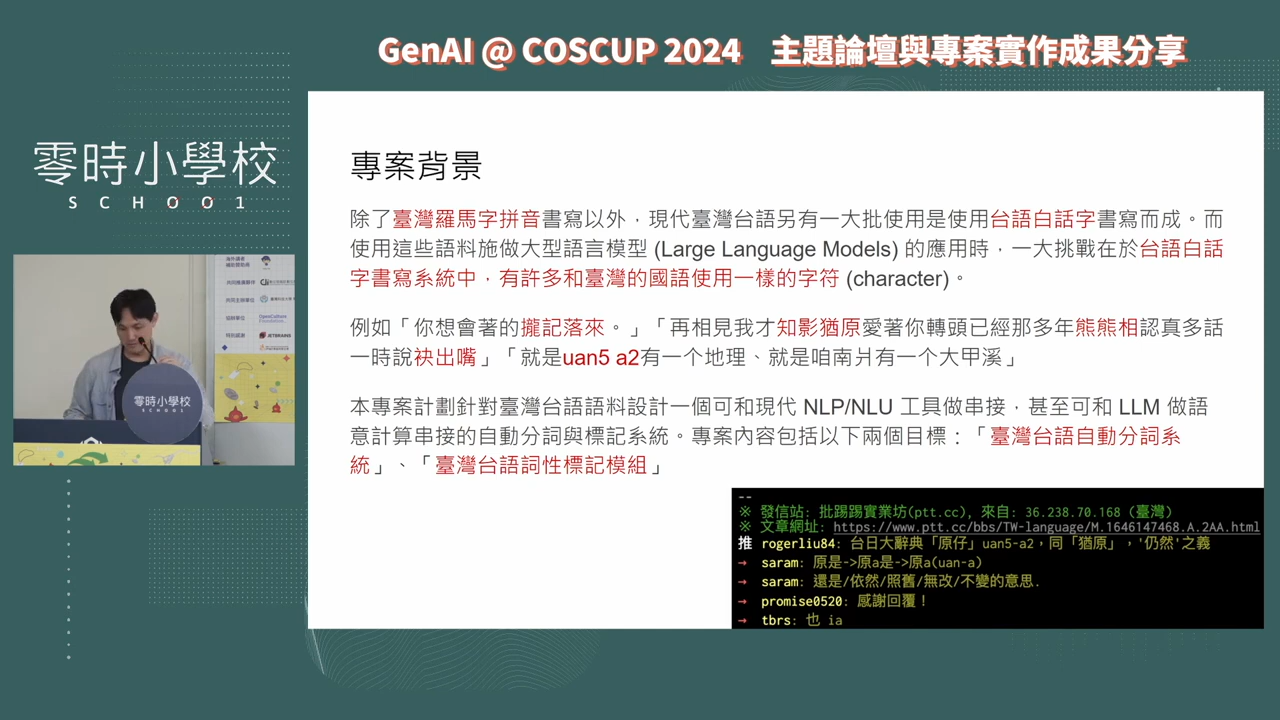 GenAI @ COSCUP 2024　主題論壇與專案實作成果分享
零時小學校
SCHOO1
專案背景
除了臺灣羅馬字拼音書寫以外，現代臺灣台語另有一大批使用是使用台語白話字書寫而成。而
使用這些語料施做大型語言模型 (Large Language Models) 的應用時，一大挑戰在於台語白話
字書寫系統中，有許多和臺灣的國語使用一樣的字符 (character)。
例如「你想會著的攏記落來。」「再相見我才知影猶原愛著你轉頭已經那多年熊熊相認真多話
一時說袂出嘴」「就是uan5 a2有一个地理、就是咱南爿有一个大甲溪」
本專案計劃針對臺灣台語語料設計一個可和現代 NLP/NLU 工具做串接，甚至可和 LLM 做語
意計算串接的自動分詞與標記系統。專案內容包括以下兩個目標：「臺灣台語自動分詞系
統」、「臺灣台語詞性標記模組」
--
※ 發信站: 批踢踢實業坊(ptt.cc), 來自: 36.238.70.168 (臺灣)
※ 文章網址: https://www.ptt.cc/bbs/TW-language/M.1646147468.A.2AA.html
推 rogerliu84: 台日大辭典「原仔」uan5-a2，同「猶原」，'仍然'之義
→ saram: 原是->原a是->原a(uan-a)
→ saram: 還是/依然/照舊/無改/不變的意思.
→ promise0520: 感謝回覆！
→ tbrs: 也 ia
零時小學校
SCHOO1
OpenCulture
Foundation
JETBRAINS